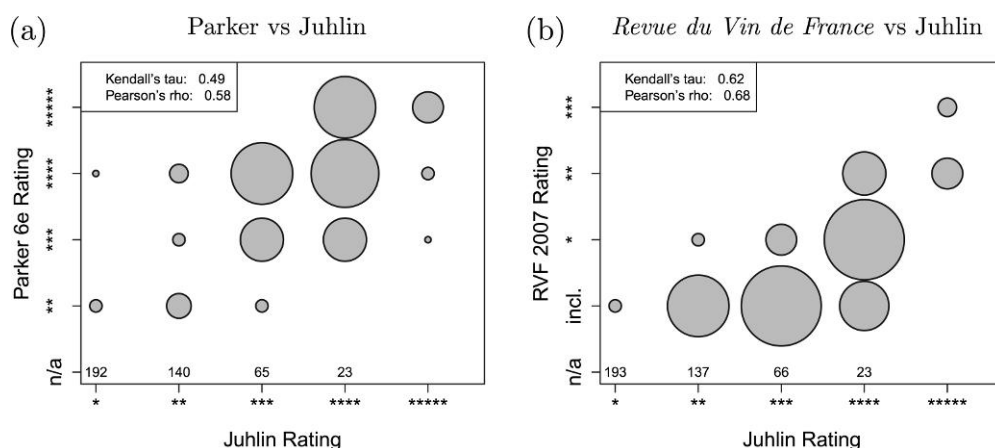 (a) Parker vs Juhlin
Kendall's tau: 0.49
Pearson's rho: 0.58
Parker 6e Rating
*****
****
***
**
n/a
192 140 65 23
* ** *** **** *****
Juhlin Rating
(b) Revue du Vin de France vs Juhlin
Kendall's tau: 0.62
Pearson's rho: 0.68
RVF 2007 Rating
***
**
*
incl.
n/a
193 137 66 23
* ** *** **** *****
Juhlin Rating